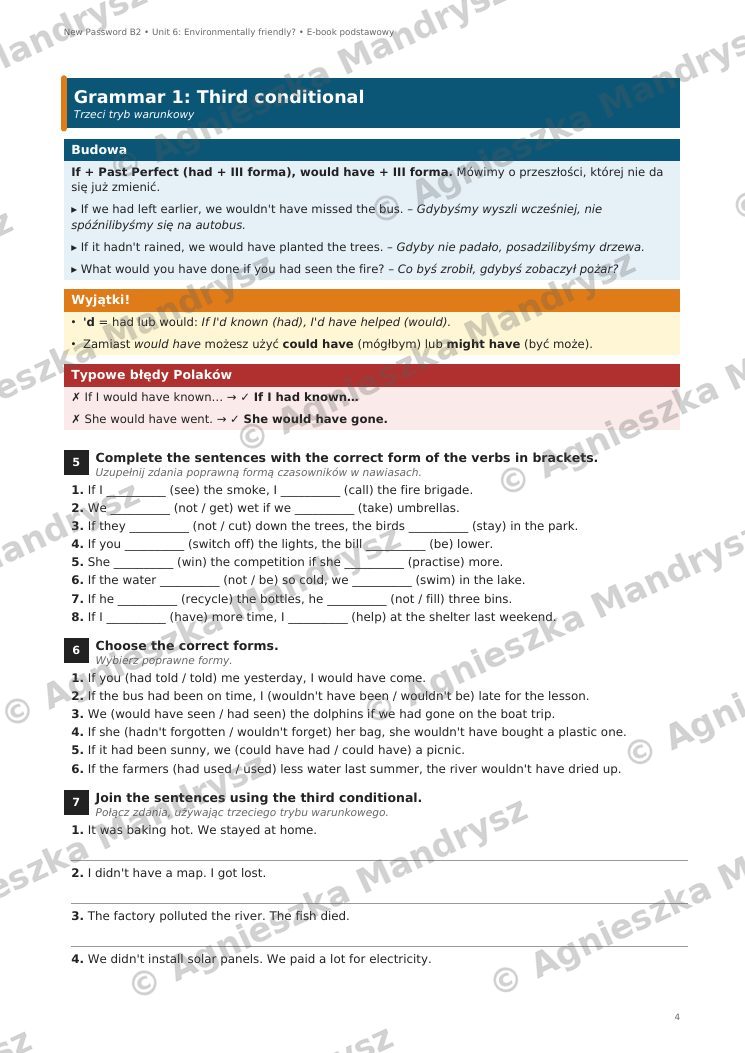 New Password B2 • Unit 6: Environmentally friendly? • E-book podstawowy
Grammar 1: Third conditional
Trzeci tryb warunkowy
Budowa
If + Past Perfect (had + III forma), would have + III forma. Mówimy o przeszłości, której nie da
się już zmienić.
▸ If we had left earlier, we wouldn't have missed the bus. – Gdybyśmy wyszli wcześniej, nie
spóźnilibyśmy się na autobus.
▸ If it hadn't rained, we would have planted the trees. – Gdyby nie padało, posadzilibyśmy drzewa.
▸ What would you have done if you had seen the fire? – Co byś zrobił, gdybyś zobaczył pożar?
Wyjątki!
• 'd = had lub would: If I'd known (had), I'd have helped (would).
• Zamiast would have możesz użyć could have (mógłbym) lub might have (być może).
Typowe błędy Polaków
✗ If I would have known… → ✓ If I had known…
✗ She would have went. → ✓ She would have gone.
5 Complete the sentences with the correct form of the verbs in brackets.
Uzupełnij zdania poprawną formą czasowników w nawiasach.
1. If I __________ (see) the smoke, I __________ (call) the fire brigade.
2. We __________ (not / get) wet if we __________ (take) umbrellas.
3. If they __________ (not / cut) down the trees, the birds __________ (stay) in the park.
4. If you __________ (switch off) the lights, the bill __________ (be) lower.
5. She __________ (win) the competition if she __________ (practise) more.
6. If the water __________ (not / be) so cold, we __________ (swim) in the lake.
7. If he __________ (recycle) the bottles, he __________ (not / fill) three bins.
8. If I __________ (have) more time, I __________ (help) at the shelter last weekend.
6 Choose the correct forms.
Wybierz poprawne formy.
1. If you (had told / told) me yesterday, I would have come.
2. If the bus had been on time, I (wouldn't have been / wouldn't be) late for the lesson.
3. We (would have seen / had seen) the dolphins if we had gone on the boat trip.
4. If she (hadn't forgotten / wouldn't forget) her bag, she wouldn't have bought a plastic one.
5. If it had been sunny, we (could have had / could have) a picnic.
6. If the farmers (had used / used) less water last summer, the river wouldn't have dried up.
7 Join the sentences using the third conditional.
Połącz zdania, używając trzeciego trybu warunkowego.
1. It was baking hot. We stayed at home.
2. I didn't have a map. I got lost.
3. The factory polluted the river. The fish died.
4. We didn't install solar panels. We paid a lot for electricity.
4
© Agnieszka Mandrysz